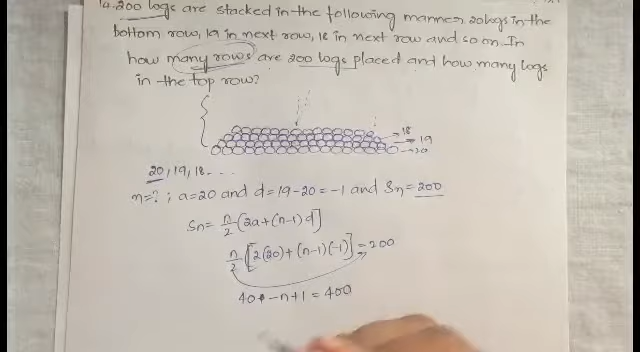 14. 200 logs are stacked in the following manner 20 logs in the
bottom row, 19 in next row, 18 in next row and so on. In
how many rows are 200 logs placed and how many logs
in the top row?
18
19
20
20, 19, 18 ....
n=? ; a=20 and d=19-20=-1 and Sn=200
Sn= n/2 (2a+(n-1)d]
n/2 [2(20)+(n-1)(-1)] = 200
40 -n+1 = 400